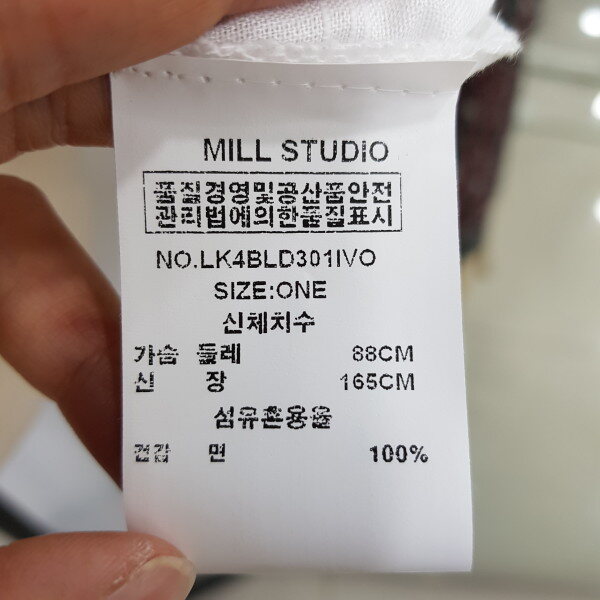 MILL STUDIO
품질경영및공산품안전
관리법에의한품질표시
NO.LK4BLD301IVO
SIZE:ONE
신체치수
가슴 둘레 88CM
신 장 165CM
섬유혼용율
겉감 면 100%